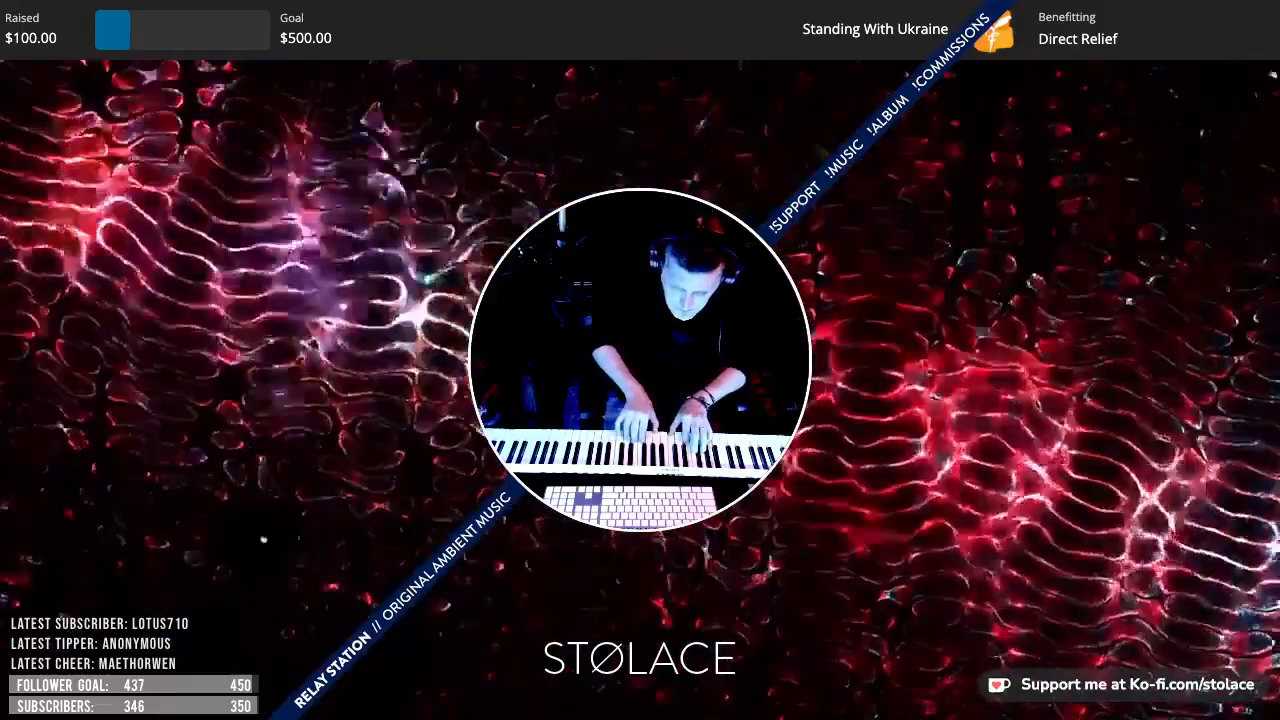 Raised
$100.00
Goal
$500.00
Standing With Ukraine
Benefitting
Direct Relief
!SUPPORT !MUSIC !ALBUM !COMMISSIONS
RELAY STATION // ORIGINAL AMBIENT MUSIC
STØLACE
LATEST SUBSCRIBER: LOTUS710
LATEST TIPPER: ANONYMOUS
LATEST CHEER: MAETHORWEN
FOLLOWER GOAL: 437 450
SUBSCRIBERS: 346 350
Support me at Ko-fi.com/stolace